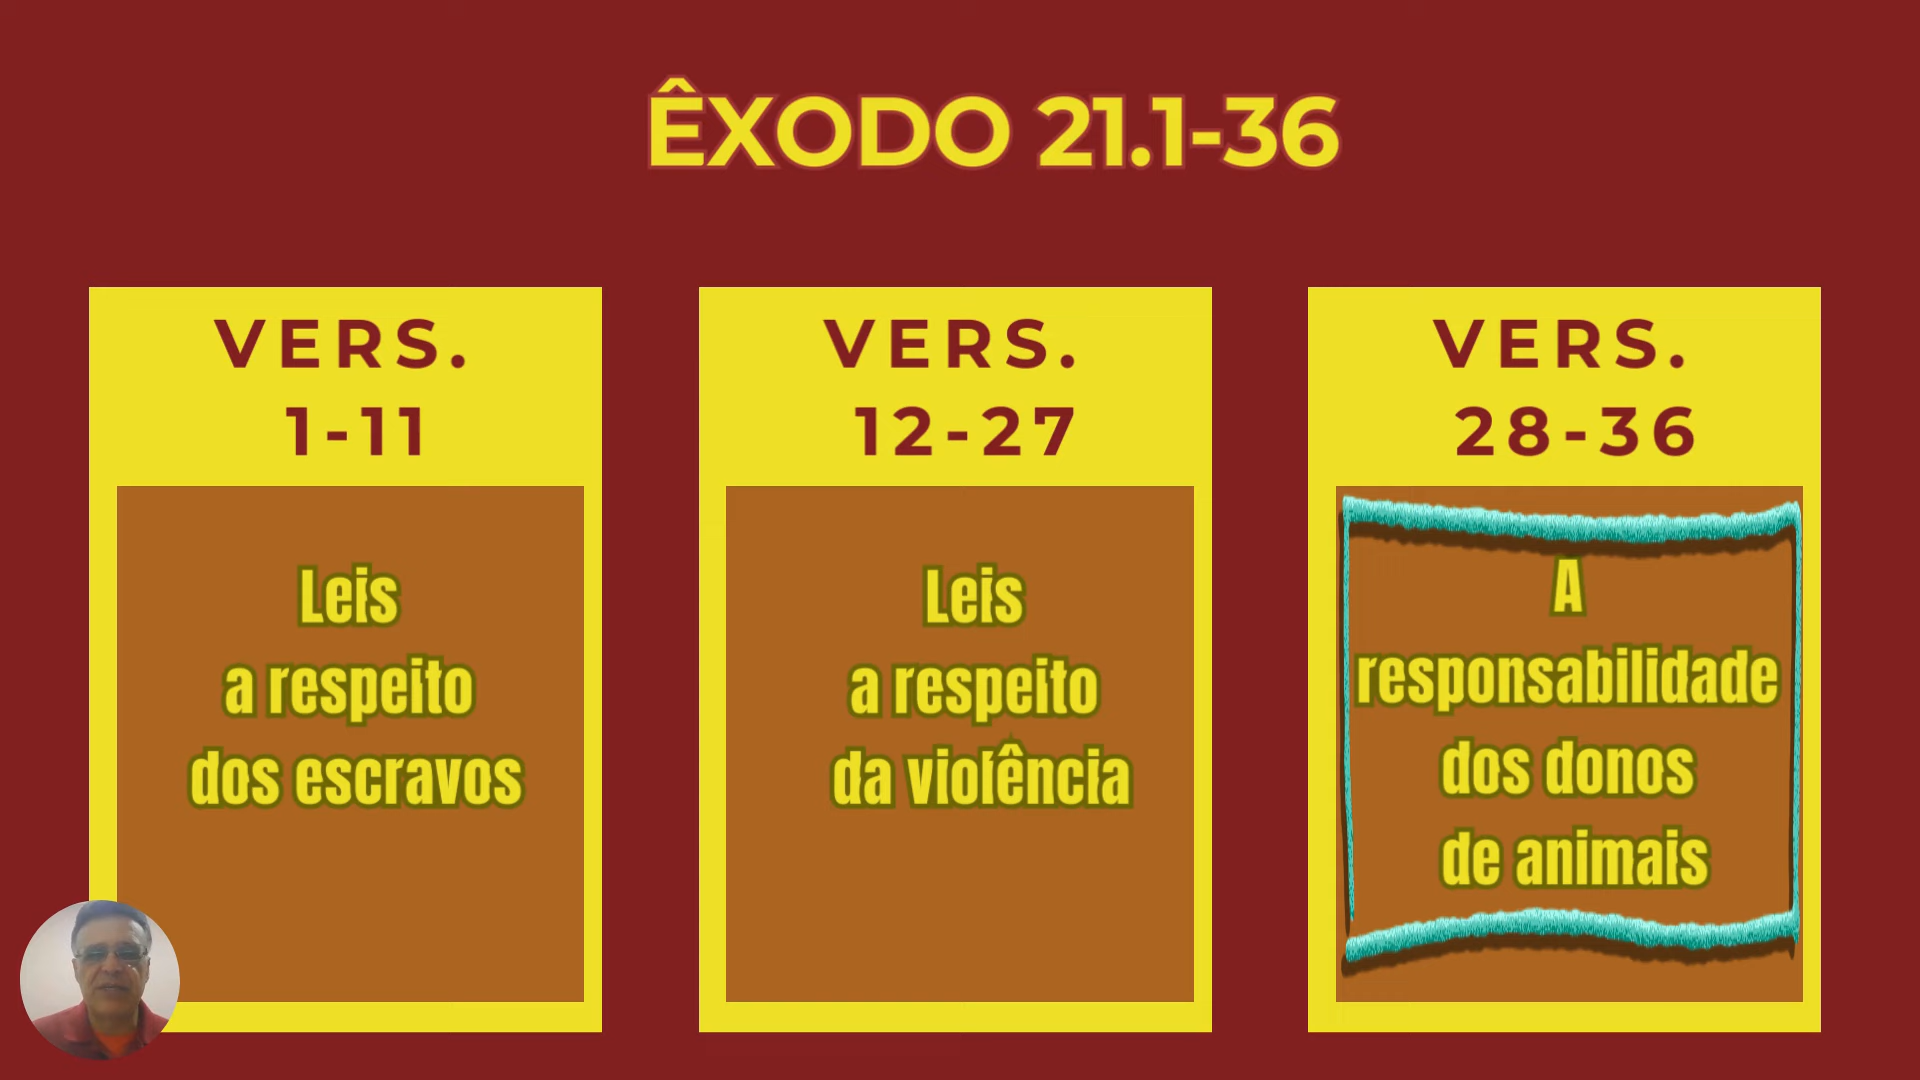 ÊXODO 21.1-36
VERS.
1-11
Leis
a respeito
dos escravos
VERS.
12-27
Leis
a respeito
da violência
VERS.
28-36
A
responsabilidade
dos donos
de animais